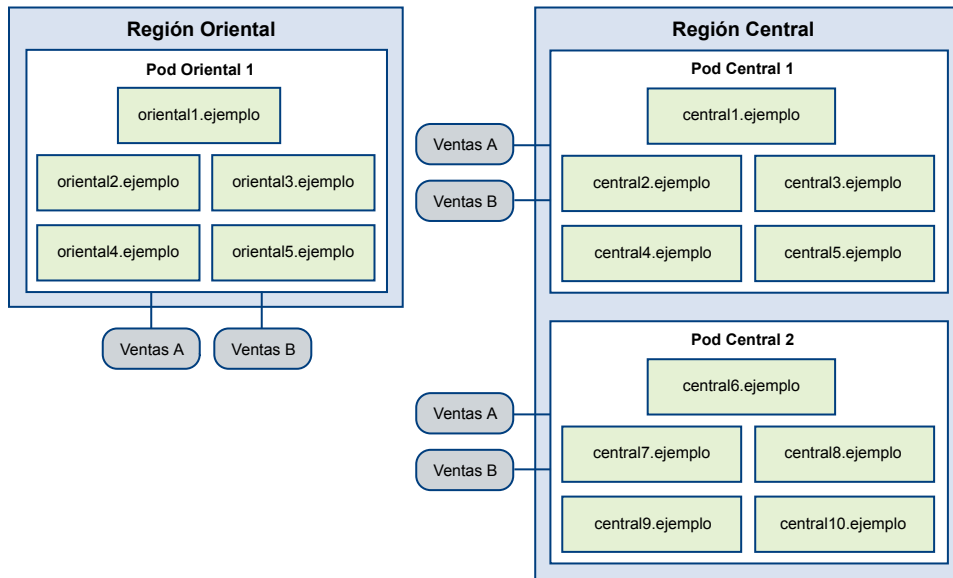 Región Oriental
Pod Oriental 1
oriental1.ejemplo
oriental2.ejemplo
oriental3.ejemplo
oriental4.ejemplo
oriental5.ejemplo
Ventas A
Ventas B
Región Central
Pod Central 1
central1.ejemplo
Ventas A
central2.ejemplo
central3.ejemplo
Ventas B
central4.ejemplo
central5.ejemplo
Pod Central 2
central6.ejemplo
Ventas A
central7.ejemplo
central8.ejemplo
Ventas B
central9.ejemplo
central10.ejemplo